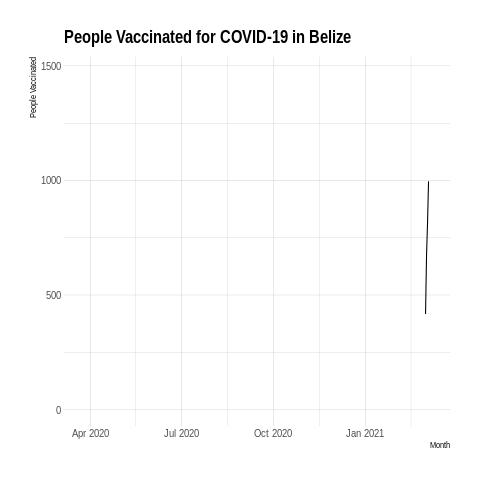 People Vaccinated for COVID-19 in Belize
People Vaccinated
1500
1000
500
0
Apr 2020 Jul 2020 Oct 2020 Jan 2021
Month